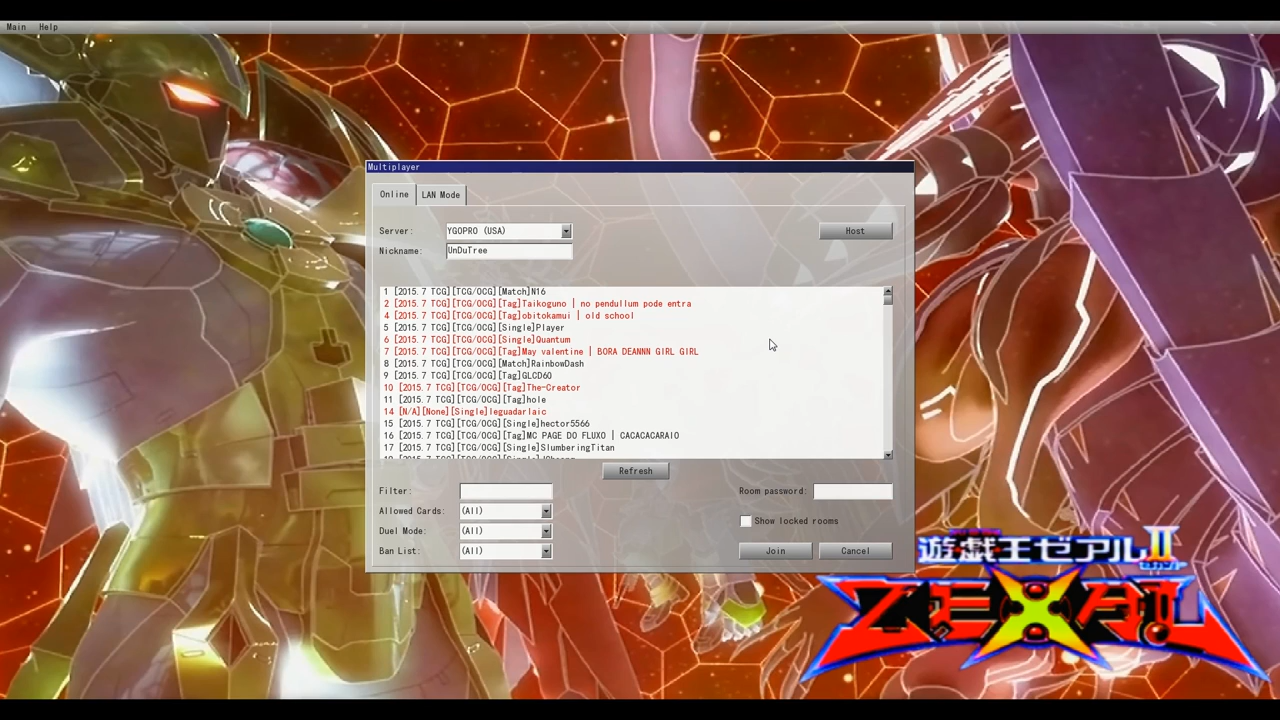 Main Help
Multiplayer
Online LAN Mode
Server: YGOPRO (USA) Host
Nickname: UnDuTree
1 [2015.7 TCG][TCG/OCG][Match]N16
2 [2015.7 TCG][TCG/OCG][Tag]Taikoguno | no pendullum pode entra
4 [2015.7 TCG][TCG/OCG][Tag]obitokamui | old school
5 [2015.7 TCG][TCG/OCG][Single]Player
6 [2015.7 TCG][TCG/OCG][Single]Quantum
7 [2015.7 TCG][TCG/OCG][Tag]May valentine | BORA DEANNN GIRL GIRL
8 [2015.7 TCG][TCG/OCG][Match]RainbowDash
9 [2015.7 TCG][TCG/OCG][Tag]GLCD60
10 [2015.7 TCG][TCG/OCG][Tag]The-Creator
11 [2015.7 TCG][TCG/OCG][Tag]hole
14 [N/A][None][Single]leguadarlaic
15 [2015.7 TCG][TCG/OCG][Single]hector5566
16 [2015.7 TCG][TCG/OCG][Tag]MC PAGE DO FLUXO | CACACACARAIO
17 [2015.7 TCG][TCG/OCG][Single]SlumberingTitan
Refresh
Filter: Room password:
Allowed Cards: (All) Show locked rooms
Duel Mode: (All)
Ban List: (All) Join Cancel
遊戯王ゼアルII
セカンド
ZEXAL